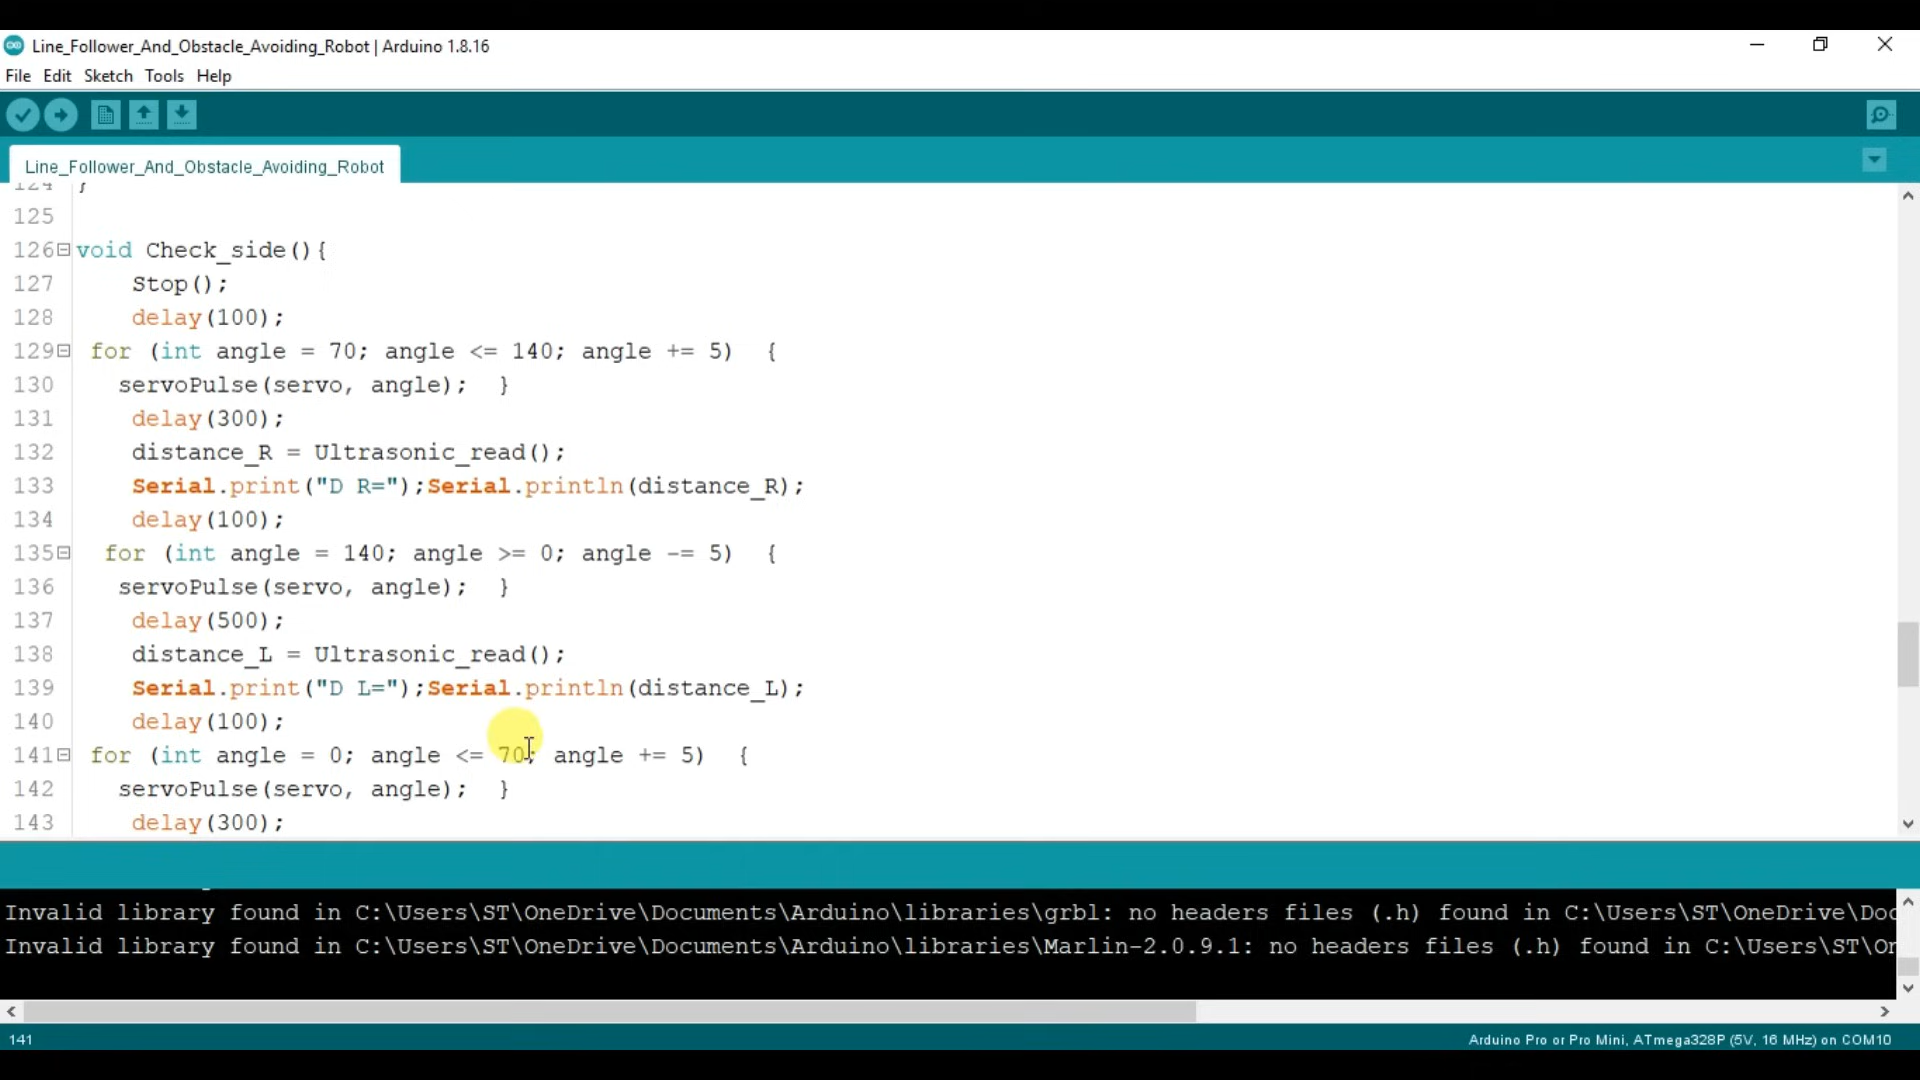 Line_Follower_And_Obstacle_Avoiding_Robot | Arduino 1.8.16
File Edit Sketch Tools Help
Line_Follower_And_Obstacle_Avoiding_Robot
124 }
125
126 void Check_side(){
127 Stop();
128 delay(100);
129 for (int angle = 70; angle <= 140; angle += 5) {
130 servoPulse(servo, angle); }
131 delay(300);
132 distance_R = Ultrasonic_read();
133 Serial.print("D R=");Serial.println(distance_R);
134 delay(100);
135 for (int angle = 140; angle >= 0; angle -= 5) {
136 servoPulse(servo, angle); }
137 delay(500);
138 distance_L = Ultrasonic_read();
139 Serial.print("D L=");Serial.println(distance_L);
140 delay(100);
141 for (int angle = 0; angle <= 70; angle += 5) {
142 servoPulse(servo, angle); }
143 delay(300);
Invalid library found in C:\Users\ST\OneDrive\Documents\Arduino\libraries\grbl: no headers files (.h) found in C:\Users\ST\OneDrive\Doc
Invalid library found in C:\Users\ST\OneDrive\Documents\Arduino\libraries\Marlin-2.0.9.1: no headers files (.h) found in C:\Users\ST\On
141
Arduino Pro or Pro Mini, ATmega328P (5V, 16 MHz) on COM10